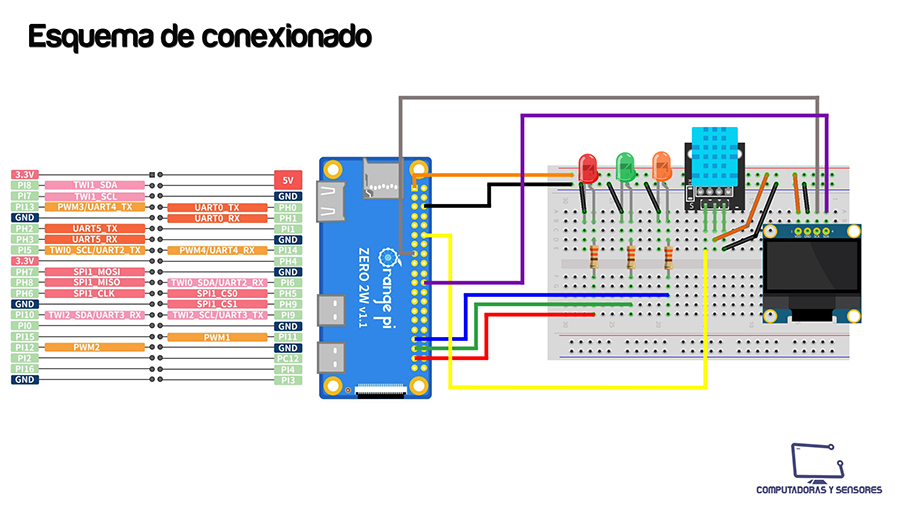 Esquema de conexionado
3.3V 5V
PI8 TWI1_SDA
PI7 TWI1_SCL GND
PI13 PWM3/UART4_TX UART0_TX PH0
GND UART0_RX PH1
PH2 UART5_TX PI1
PH3 UART5_RX GND
PI5 TWI0_SCL/UART2_TX PWM4/UART4_RX PI14
3.3V PH4
PH7 SPI1_MOSI GND
PH8 SPI1_MISO TWI0_SDA/UART2_RX PI6
PH6 SPI1_CLK SPI1_CS0 PH5
GND SPI1_CS1 PH9
PI10 TWI2_SDA/UART3_RX TWI2_SCL/UART3_TX PI9
PI0 GND
PI15 PWM1 PI11
PI12 PWM2 GND
PI2 PC12
PI16 PI4
GND PI3
Orange pi
ZERO 2W v1.1
S
COMPUTADORAS Y SENSORES